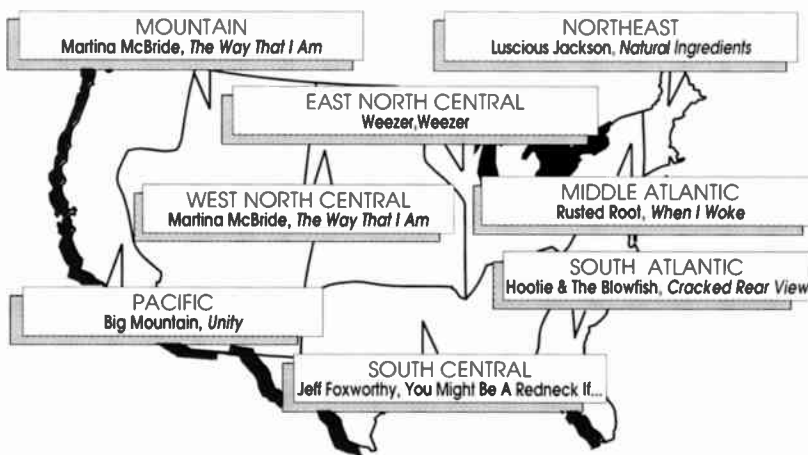 MOUNTAIN
Martina McBride, The Way That I Am
NORTHEAST
Luscious Jackson, Natural Ingredients
EAST NORTH CENTRAL
Weezer, Weezer
WEST NORTH CENTRAL
Martina McBride, The Way That I Am
MIDDLE ATLANTIC
Rusted Root, When I Woke
SOUTH ATLANTIC
Hootie & The Blowfish, Cracked Rear View
PACIFIC
Big Mountain, Unity
SOUTH CENTRAL
Jeff Foxworthy, You Might Be A Redneck If...